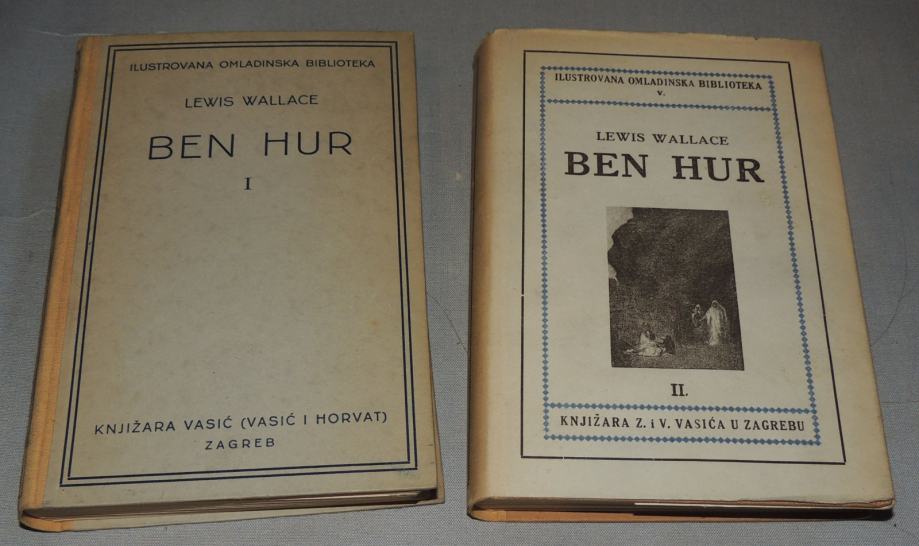 ILUSTROVANA OMLADINSKA BIBLIOTEKA
LEWIS WALLACE
BEN HUR
I
KNJIŽARA VASIĆ (VASIĆ I HORVAT)
ZAGREB
ILUSTROVANA OMLADINSKA BIBLIOTEKA
v.
LEWIS WALLACE
BEN HUR
II.
KNJIŽARA Z. i V. VASIĆA U ZAGREBU